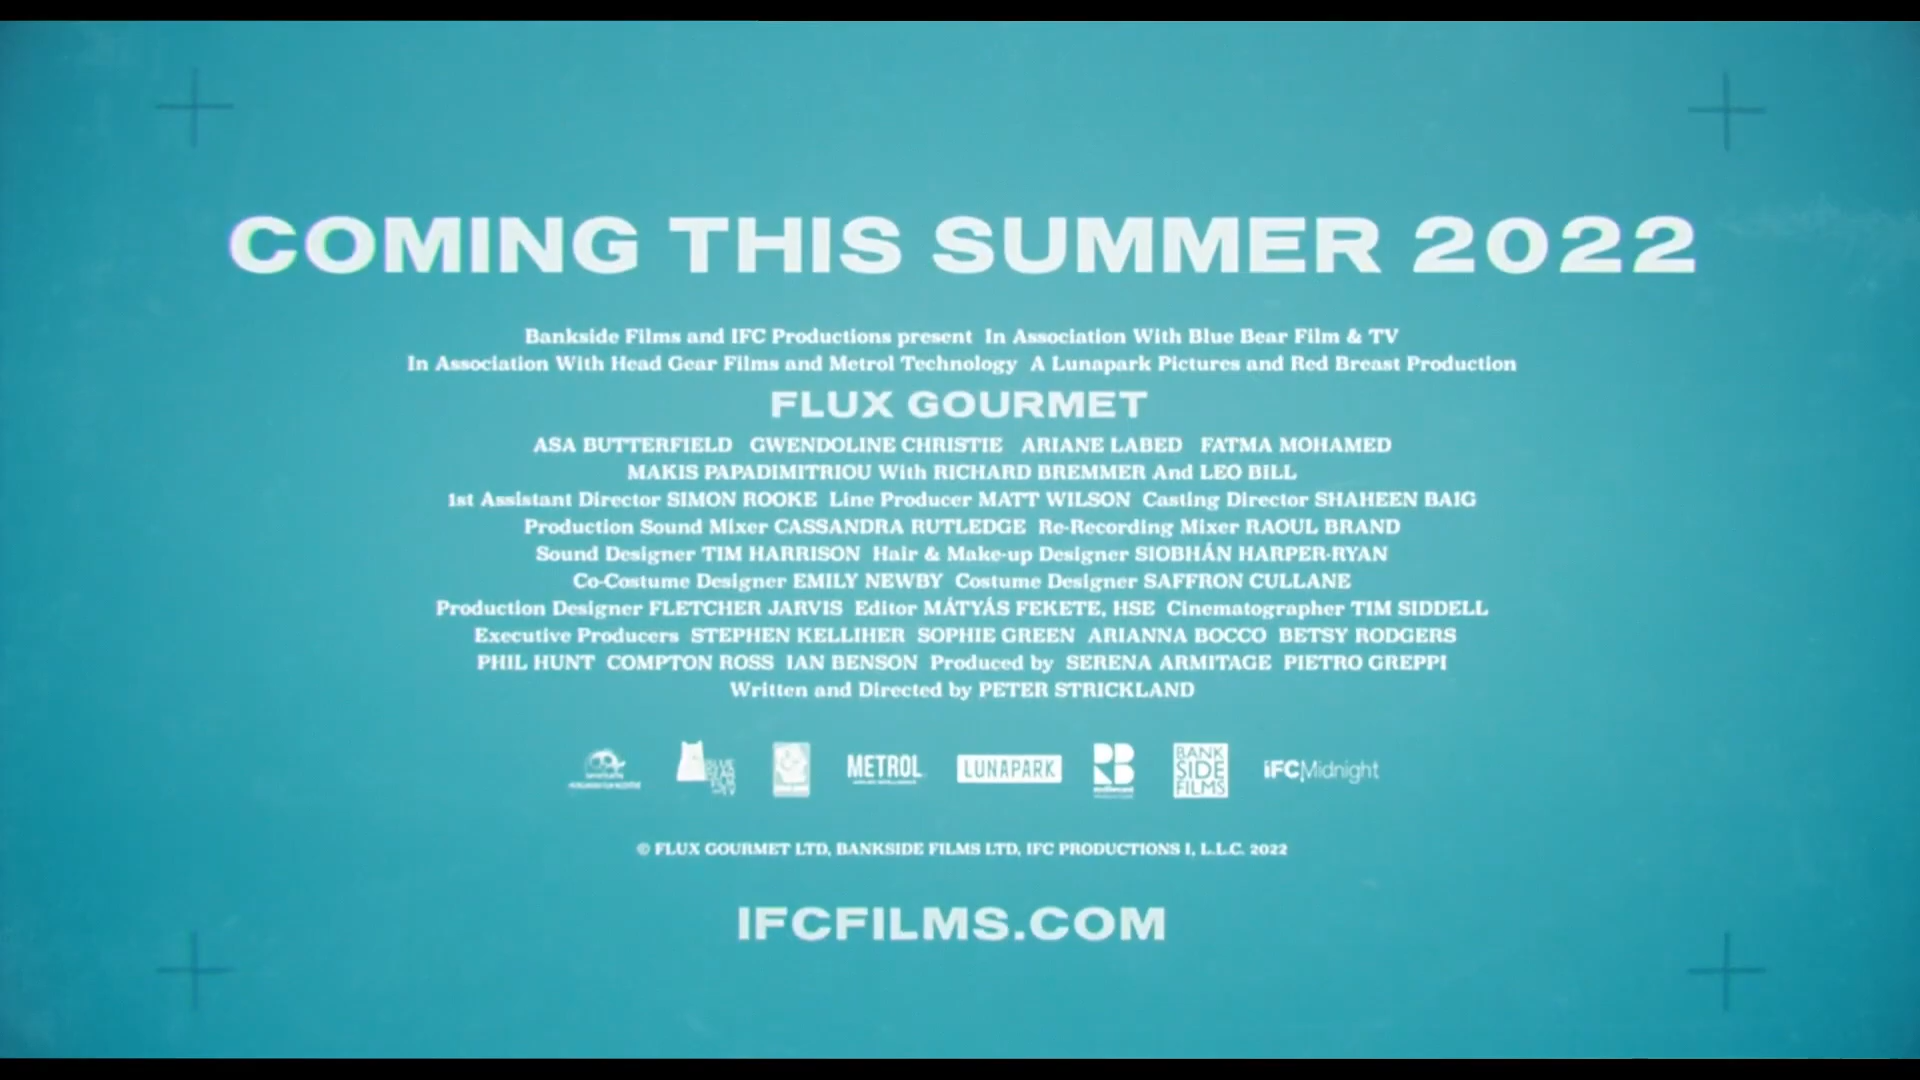 COMING THIS SUMMER 2022
Bankside Films and IFC Productions present In Association With Blue Bear Film & TV
In Association With Head Gear Films and Metrol Technology A Lunapark Pictures and Red Breast Production
FLUX GOURMET
ASA BUTTERFIELD GWENDOLINE CHRISTIE ARIANE LABED FATMA MOHAMED
MAKIS PAPADIMITRIOU With RICHARD BREMMER And LEO BILL
1st Assistant Director SIMON ROOKE Line Producer MATT WILSON Casting Director SHAHEEN BAIG
Production Sound Mixer CASSANDRA RUTLEDGE Re-Recording Mixer RAOUL BRAND
Sound Designer TIM HARRISON Hair & Make-up Designer SIOBHÁN HARPER-RYAN
Co-Costume Designer EMILY NEWBY Costume Designer SAFFRON CULLANE
Production Designer FLETCHER JARVIS Editor MÁTYÁS FEKETE, HSE Cinematographer TIM SIDDELL
Executive Producers STEPHEN KELLIHER SOPHIE GREEN ARIANNA BOCCO BETSY RODGERS
PHIL HUNT COMPTON ROSS IAN BENSON Produced by SERENA ARMITAGE PIETRO GREPPI
Written and Directed by PETER STRICKLAND
BLUE BEAR FILM TV METROL LUNAPARK BANK SIDE FILMS iFC Midnight
© FLUX GOURMET LTD, BANKSIDE FILMS LTD, IFC PRODUCTIONS I, L.L.C. 2022
IFCFILMS.COM